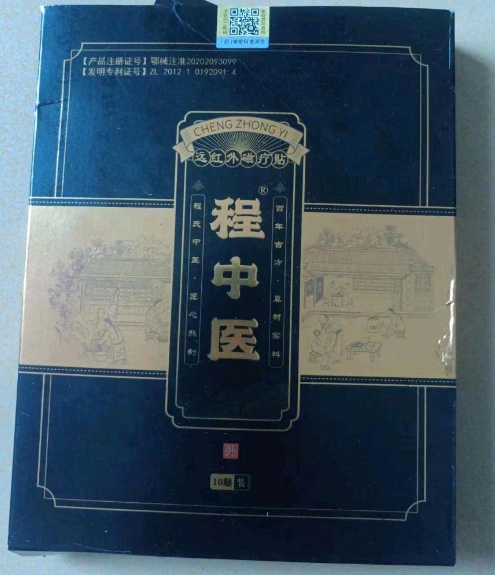 【产品注册证号】鄂械注准20202093099
【发明专利证号】ZL 2012 1 0192091.4
CHENG ZHONG YI
远红外磁疗贴
程中医
®
百年古方·真材实料
程氏中医·匠心熬制
外
10贴装